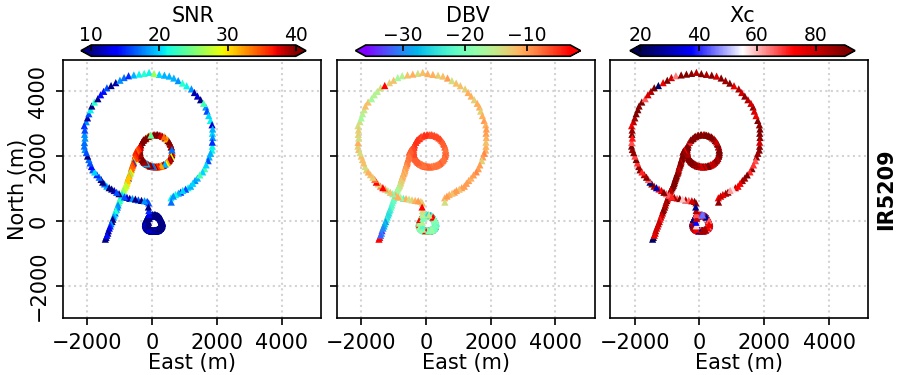 SNR DBV Xc
10 20 30 40 −30 −20 −10 20 40 60 80
4000
2000
0
−2000
North (m)
IR5209
−2000 0 2000 4000 −2000 0 2000 4000 −2000 0 2000 4000
East (m) East (m) East (m)